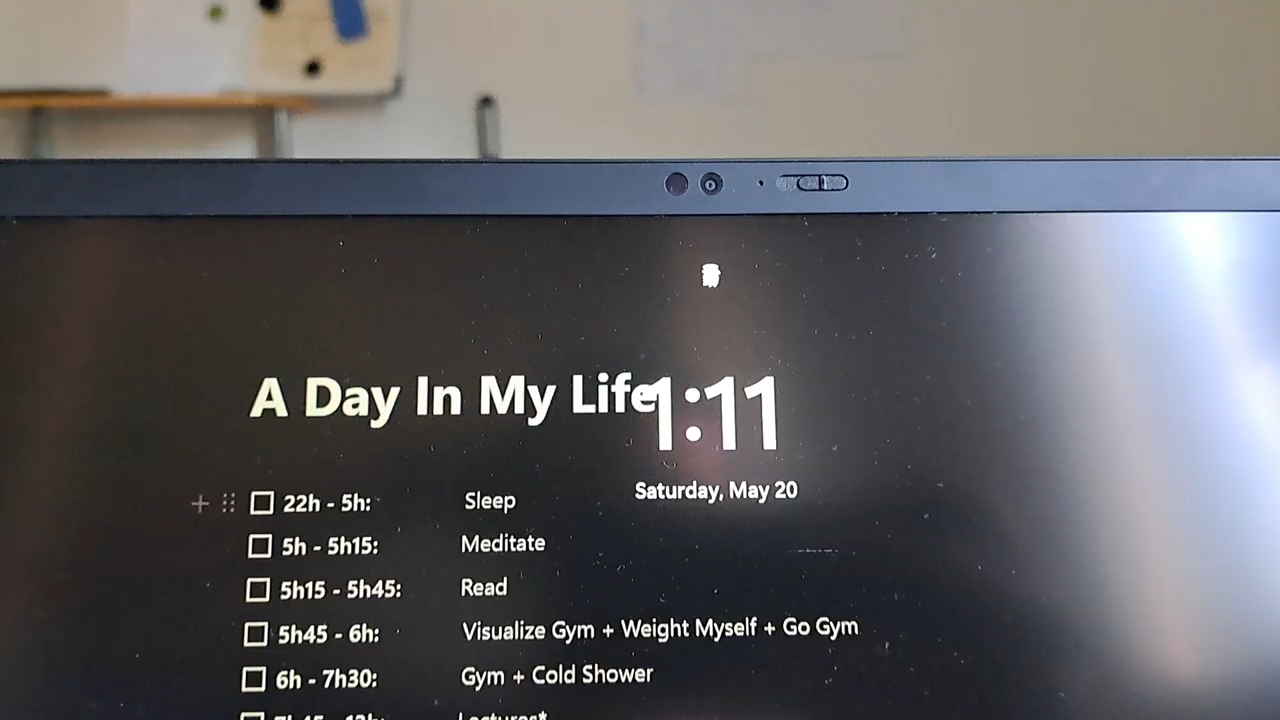 A Day In My Life
1:11
Saturday, May 20
22h - 5h: Sleep
5h - 5h15: Meditate
5h15 - 5h45: Read
5h45 - 6h: Visualize Gym + Weight Myself + Go Gym
6h - 7h30: Gym + Cold Shower
Lectures*